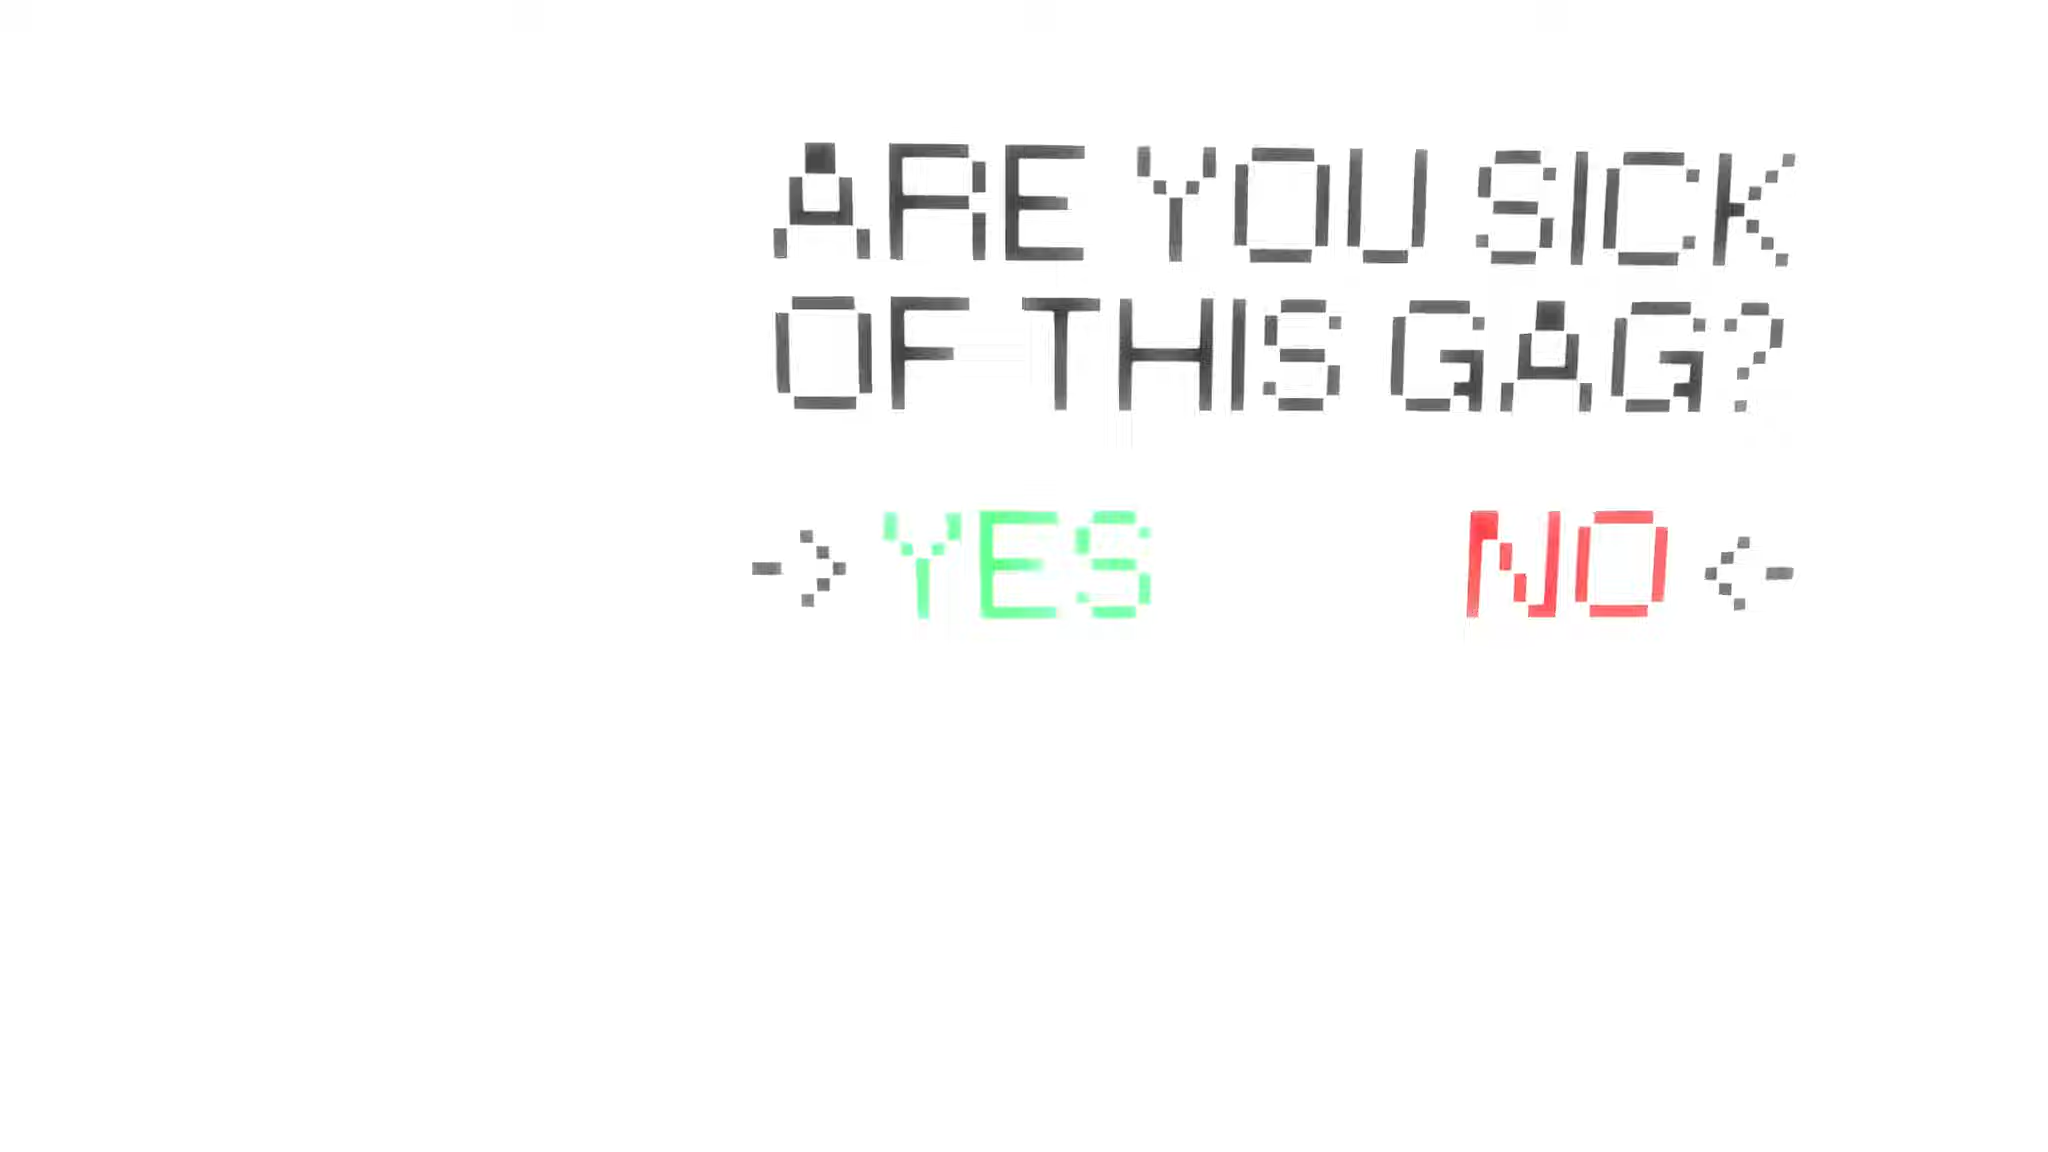 ARE YOU SICK
OF THIS GAG?
-> YES NO <-